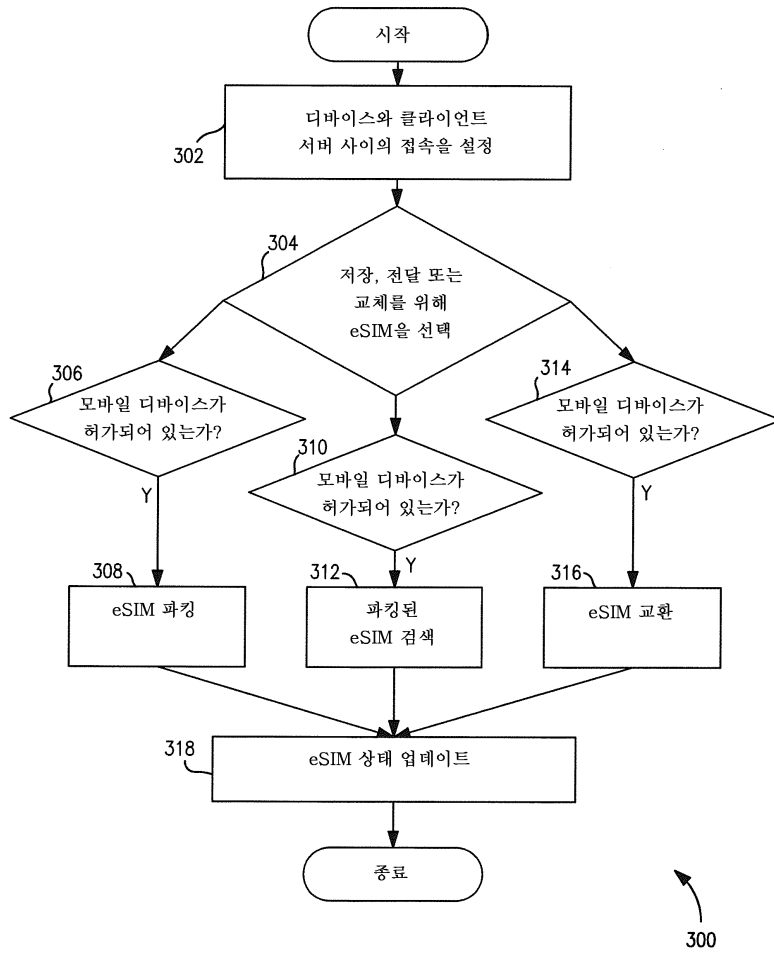 시작
302
디바이스와 클라이언트
서버 사이의 접속을 설정
304
저장, 전달 또는
교체를 위해
eSIM을 선택
306
모바일 디바이스가
허가되어 있는가?
Y
310
모바일 디바이스가
허가되어 있는가?
Y
314
모바일 디바이스가
허가되어 있는가?
Y
308
eSIM 파킹
312
파킹된
eSIM 검색
316
eSIM 교환
318
eSIM 상태 업데이트
종료
300